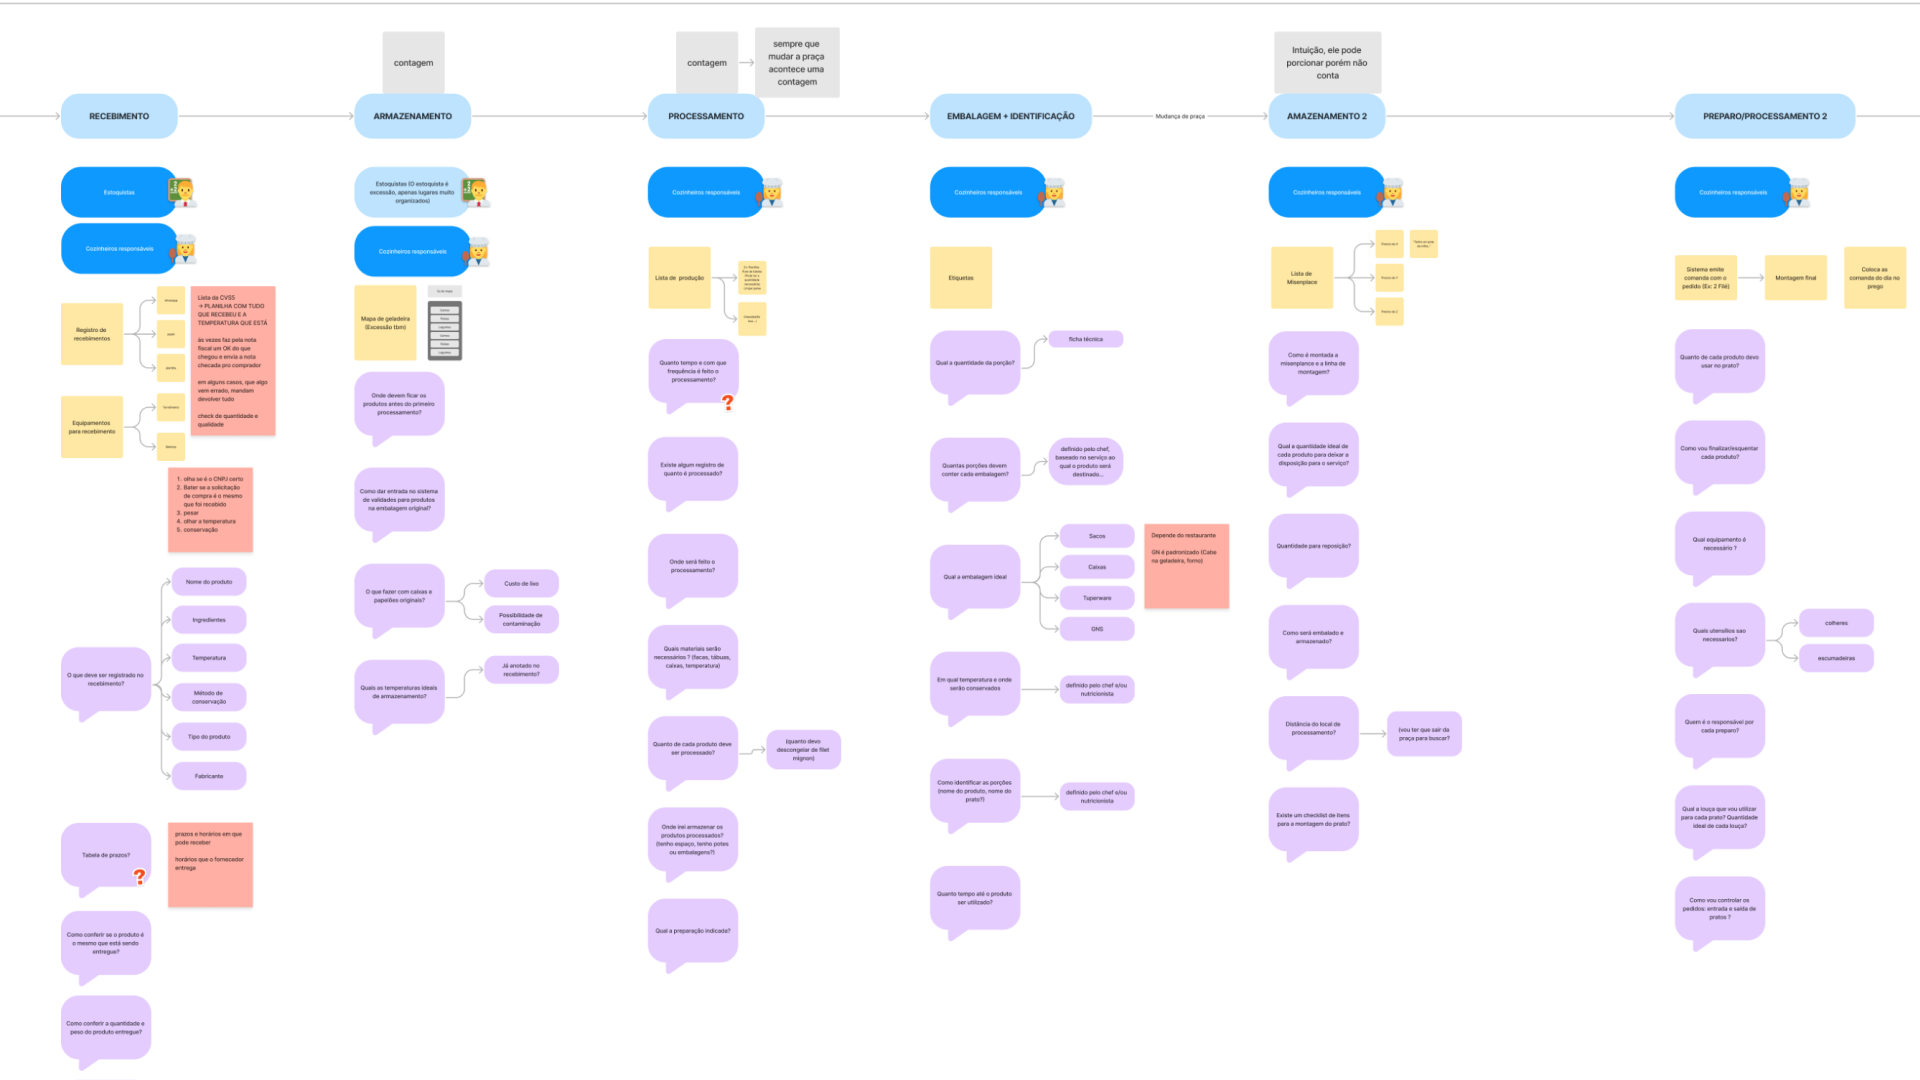 contagem
contagem
sempre que
mudar a praça
acontece uma
contagem
Intuição, ele pode
porcionar porém não
conta
RECEBIMENTO
ARMAZENAMENTO
PROCESSAMENTO
EMBALAGEM + IDENTIFICAÇÃO
Mudança de praça
AMAZENAMENTO 2
PREPARO/PROCESSAMENTO 2
Estoquistas
Cozinheiros responsáveis
Registro de
recebimentos
Equipamentos
para recebimento
Lista da CVS5
-> PLANILHA COM TUDO
QUE RECEBEU E A
TEMPERATURA QUE ESTÁ
às vezes faz pela nota
fiscal um OK do que
chegou e envia a nota
checada pro comprador
em alguns casos, que algo
vem errado, mandam
devolver tudo
check de quantidade e
qualidade
1. olha se é o CNPJ certo
2. Bater se a solicitação
de compra é o mesmo
que foi recebido
3. pesar
4. olhar a temperatura
5. conservação
O que deve ser registrado no
recebimento?
Nome do produto
Ingredientes
Temperatura
Método de
conservação
Tipo do produto
Fabricante
Tabela de prazos?
prazos e horários em que
pode receber
horários que o fornecedor
entrega
Como conferir se o produto é
o mesmo que está sendo
entregue?
Como conferir a quantidade e
peso do produto entregue?
Estoquistas (O estoquista é
excessão, apenas lugares muito
organizados)
Cozinheiros responsáveis
Mapa de geladeira
(Excessão tbm)
Onde devem ficar os
produtos antes do primeiro
processamento?
Como dar entrada no sistema
de validades para produtos
na embalagem original?
O que fazer com caixas e
papelões originais?
Custo de lixo
Possibilidade de
contaminação
Quais as temperaturas ideais
de armazenamento?
Já anotado no
recebimento?
Cozinheiros responsáveis
Lista de produção
Quanto tempo e com que
frequência é feito o
processamento?
Existe algum registro de
quanto é processado?
Onde será feito o
processamento?
Quais materiais serão
necessários ? (facas, tábuas,
caixas, temperatura)
Quanto de cada produto deve
ser processado?
(quanto devo
descongelar de filet
mignon)
Onde irei armazenar os
produtos processados?
(tenho espaço, tenho potes
ou embalagens?)
Qual a preparação indicada?
Cozinheiros responsáveis
Etiquetas
Qual a quantidade da porção?
ficha técnica
Quantas porções devem
conter cada embalagem?
definido pelo chef,
baseado no serviço ao
qual o produto será
destinado...
Qual a embalagem ideal
Sacos
Caixas
Tuperware
GNS
Depende do restaurante
GN é padronizado (Cabe
na geladeira, forno)
Em qual temperatura e onde
serão conservados
definido pelo chef e/ou
nutricionista
Como identificar as porções
(nome do produto, nome do
prato?)
definido pelo chef e/ou
nutricionista
Quanto tempo até o produto
ser utilizado?
Cozinheiros responsáveis
Lista de
Misenplace
Como é montada a
misenplance e a linha de
montagem?
Qual a quantidade ideal de
cada produto para deixar a
disposição para o serviço?
Quantidade para reposição?
Como será embalado e
armazenado?
Distância do local de
processamento?
(vou ter que sair da
praça para buscar?
Existe um checklist de itens
para a montagem do prato?
Cozinheiros responsáveis
Sistema emite
comanda com o
pedido (Ex: 2 Filé)
Montagem final
Coloca as
comanda do dia no
prego
Quanto de cada produto devo
usar no prato?
Como vou finalizar/esquentar
cada produto?
Qual equipamento é
necessário ?
Quais utensílios sao
necessarios?
colheres
escumadeiras
Quem é o responsável por
cada preparo?
Qual a louça que vou utilizar
para cada prato? Quantidade
ideal de cada louça?
Como vou controlar os
pedidos: entrada e saída de
pratos ?